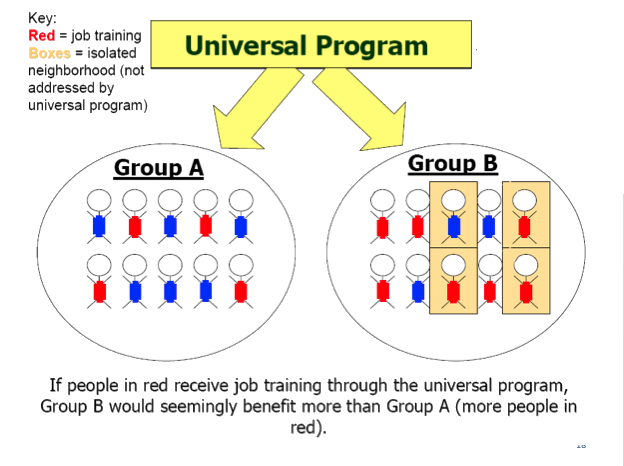 Key:
Red = job training
Boxes = isolated
neighborhood (not
addressed by
universal program)
Universal Program
Group A
Group B
If people in red receive job training through the universal program,
Group B would seemingly benefit more than Group A (more people in
red).